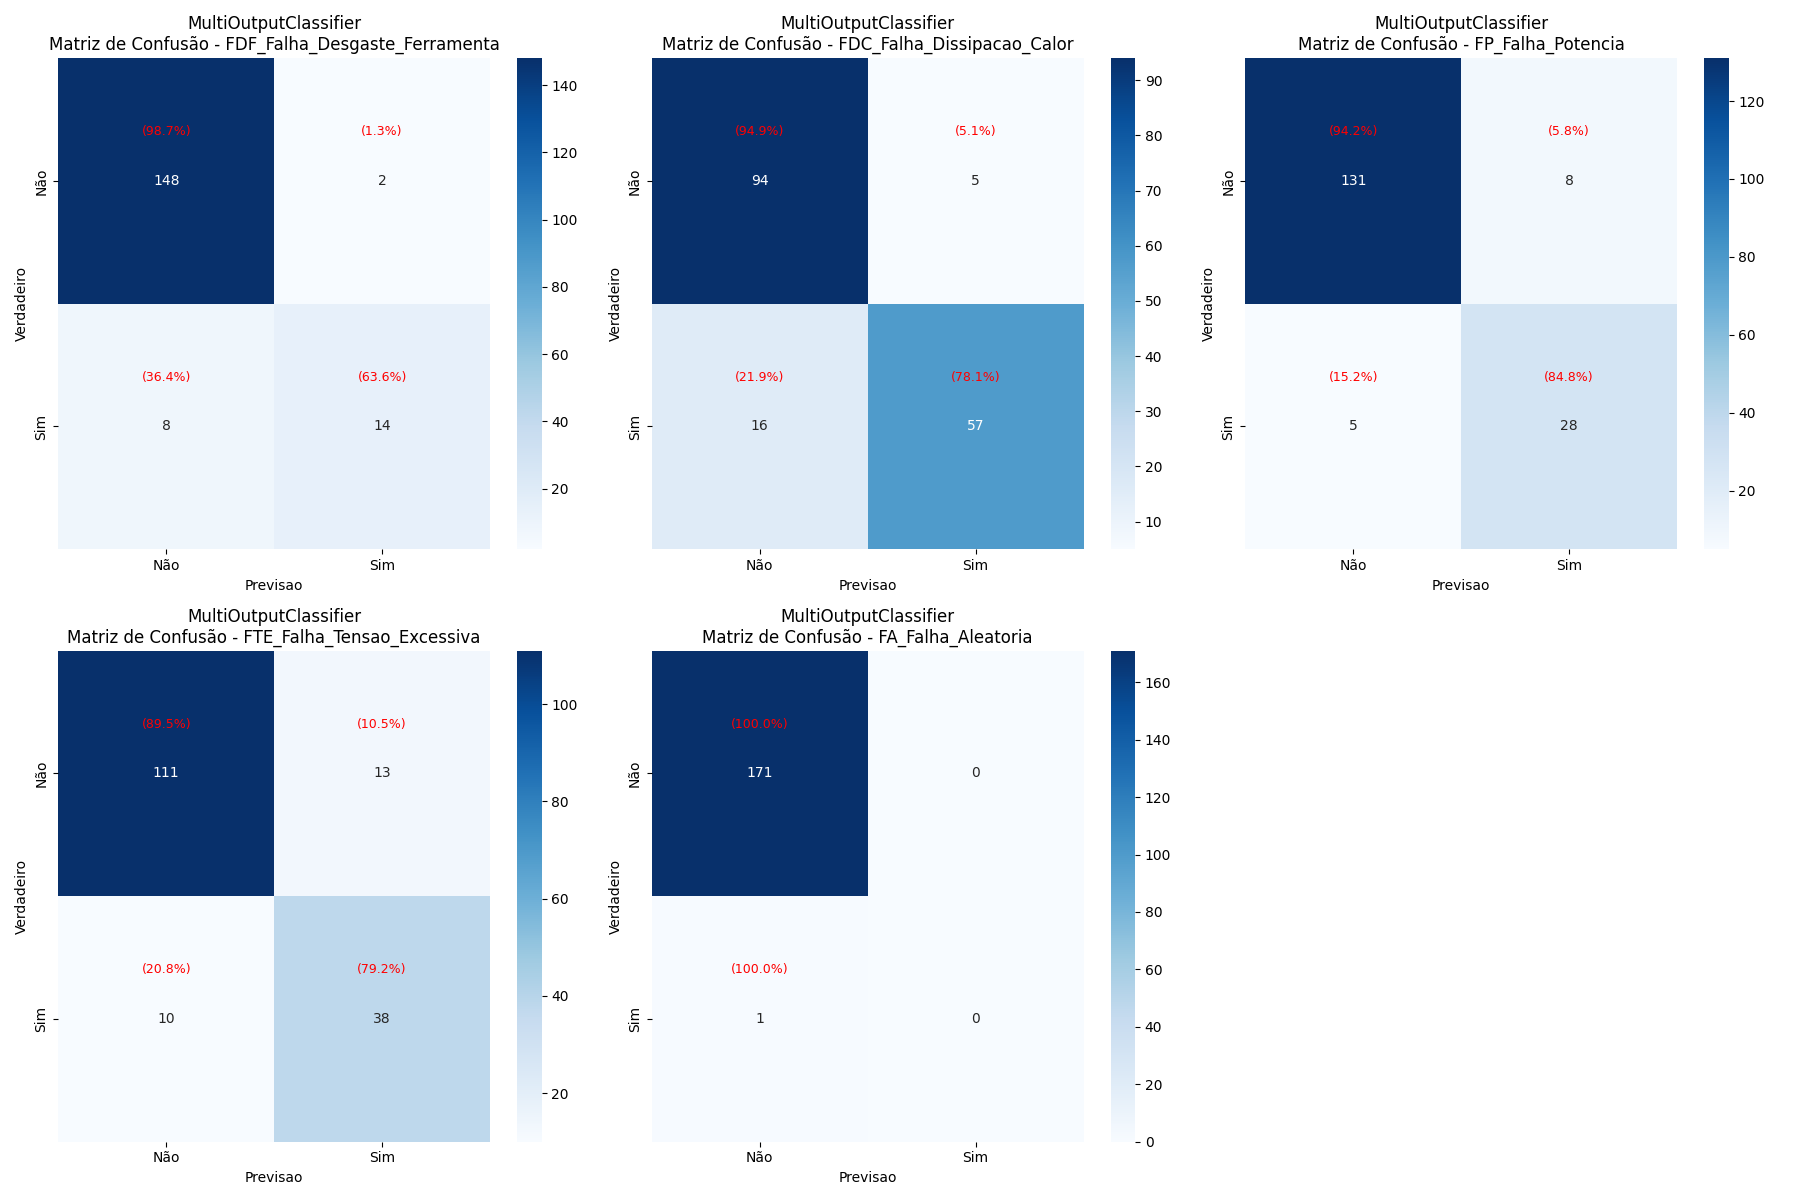 MultiOutputClassifier
Matriz de Confusão - FDF_Falha_Desgaste_Ferramenta
(98.7%)
(1.3%)
148
2
(36.4%)
(63.6%)
8
14
Não
Sim
Verdadeiro
Não
Sim
Previsao
140
120
100
80
60
40
20
MultiOutputClassifier
Matriz de Confusão - FDC_Falha_Dissipacao_Calor
(94.9%)
(5.1%)
94
5
(21.9%)
(78.1%)
16
57
Não
Sim
Verdadeiro
Não
Sim
Previsao
90
80
70
60
50
40
30
20
10
MultiOutputClassifier
Matriz de Confusão - FP_Falha_Potencia
(94.2%)
(5.8%)
131
8
(15.2%)
(84.8%)
5
28
Não
Sim
Verdadeiro
Não
Sim
Previsao
120
100
80
60
40
20
MultiOutputClassifier
Matriz de Confusão - FTE_Falha_Tensao_Excessiva
(89.5%)
(10.5%)
111
13
(20.8%)
(79.2%)
10
38
Não
Sim
Verdadeiro
Não
Sim
Previsao
100
80
60
40
20
MultiOutputClassifier
Matriz de Confusão - FA_Falha_Aleatoria
(100.0%)
171
0
(100.0%)
1
0
Não
Sim
Verdadeiro
Não
Sim
Previsao
160
140
120
100
80
60
40
20
0